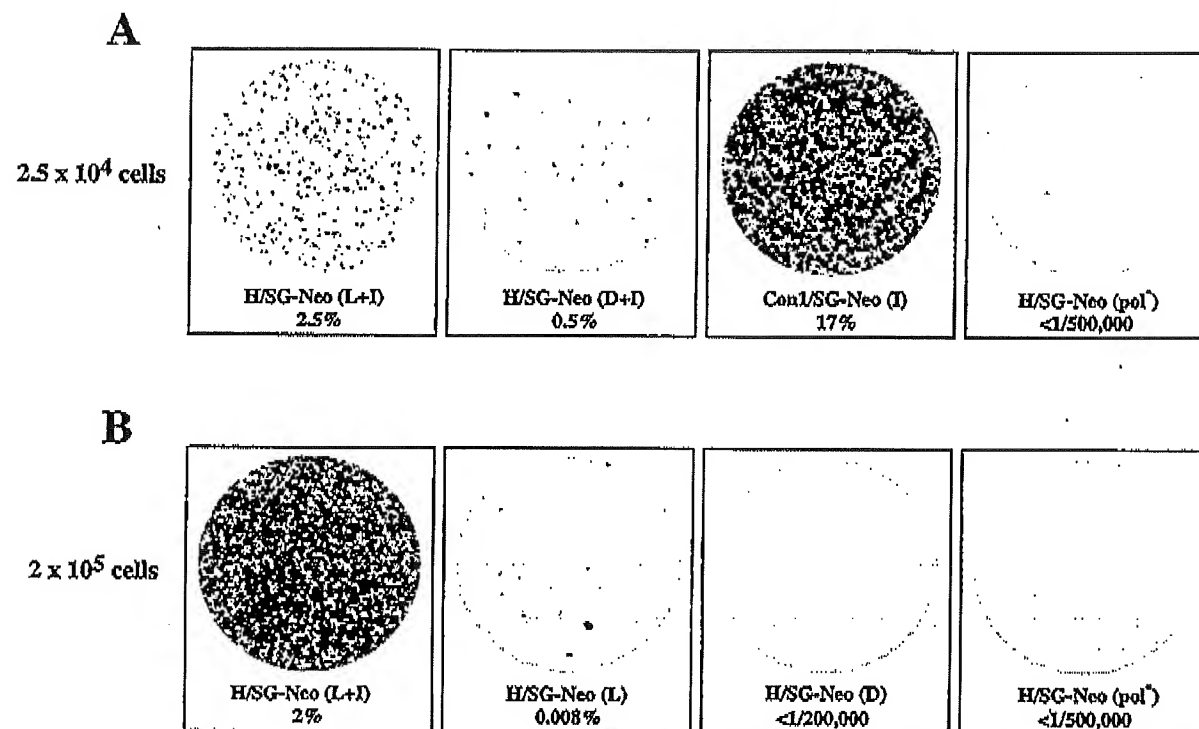 A
2.5 x 10⁴ cells
H/SG-Neo (L+I)
2.5%
H/SG-Neo (D+I)
0.5%
Con1/SG-Neo (I)
17%
H/SG-Neo (pol⁻)
<1/500,000
B
2 x 10⁵ cells
H/SG-Neo (L+I)
2%
H/SG-Neo (L)
0.008%
H/SG-Neo (D)
<1/200,000
H/SG-Neo (pol⁻)
<1/500,000